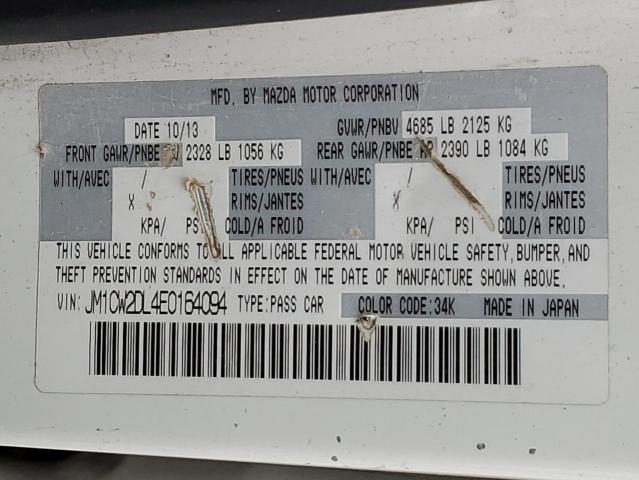 MFD. BY MAZDA MOTOR CORPORATION
DATE 10/13 GVWR/PNBV 4685 LB 2125 KG
FRONT GAWR/PNBE 2328 LB 1056 KG REAR GAWR/PNBE AR 2390 LB 1084 KG
WITH/AVEC / TIRES/PNEUS WITH/AVEC / TIRES/PNEUS
X RIMS/JANTES X RIMS/JANTES
KPA/ PSI COLD/A FROID KPA/ PSI COLD/A FROID
THIS VEHICLE CONFORMS TO ALL APPLICABLE FEDERAL MOTOR VEHICLE SAFETY, BUMPER, AND
THEFT PREVENTION STANDARDS IN EFFECT ON THE DATE OF MANUFACTURE SHOWN ABOVE.
VIN: JM1CW2DL4E0164094 TYPE: PASS CAR COLOR CODE: 34K MADE IN JAPAN